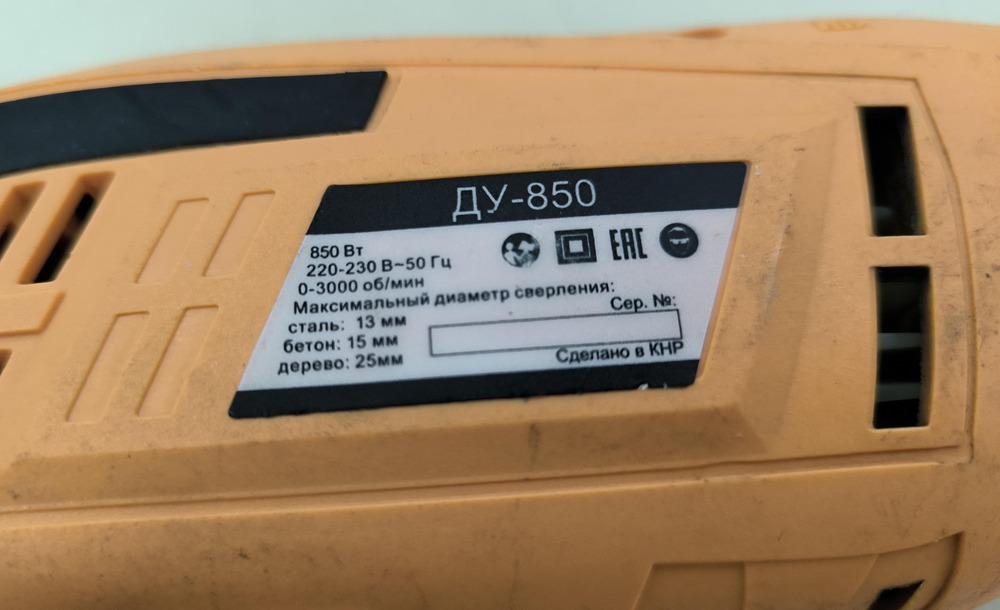 ДУ-850
850 Вт
220-230 В~50 Гц
EAC
0-3000 об/мин
Максимальный диаметр сверления:
Сер. №:
сталь: 13 мм
бетон: 15 мм
дерево: 25мм
Сделано в КНР